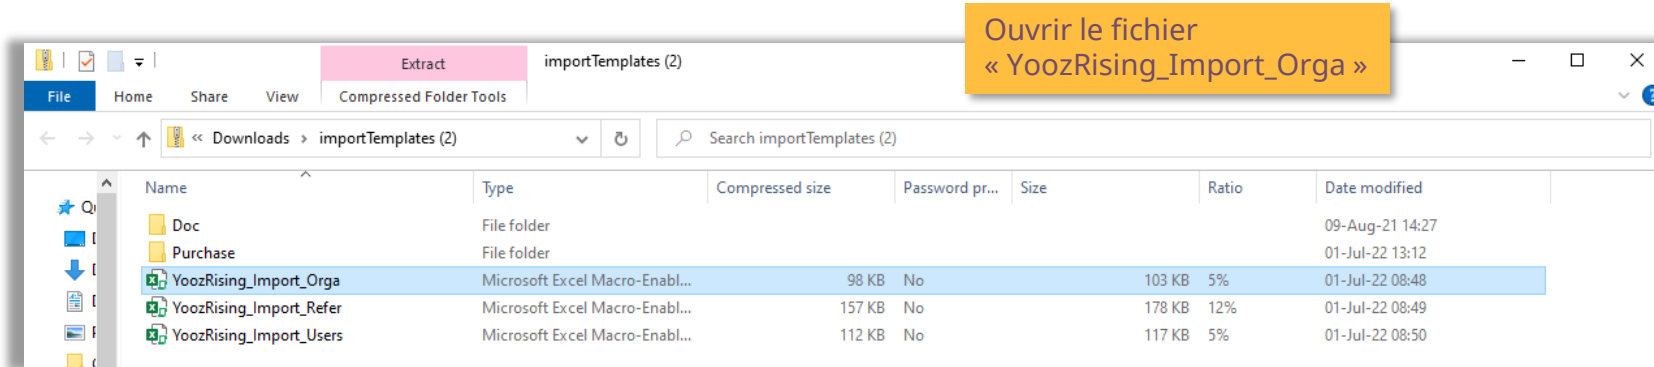 Ouvrir le fichier
« YoozRising_Import_Orga »
Extract
importTemplates (2)
File Home Share View Compressed Folder Tools
« Downloads › importTemplates (2)
Search importTemplates (2)
Name Type Compressed size Password pr... Size Ratio Date modified
Doc File folder 09-Aug-21 14:27
Purchase File folder 01-Jul-22 13:12
YoozRising_Import_Orga Microsoft Excel Macro-Enabl... 98 KB No 103 KB 5% 01-Jul-22 08:48
YoozRising_Import_Refer Microsoft Excel Macro-Enabl... 157 KB No 178 KB 12% 01-Jul-22 08:49
YoozRising_Import_Users Microsoft Excel Macro-Enabl... 112 KB No 117 KB 5% 01-Jul-22 08:50